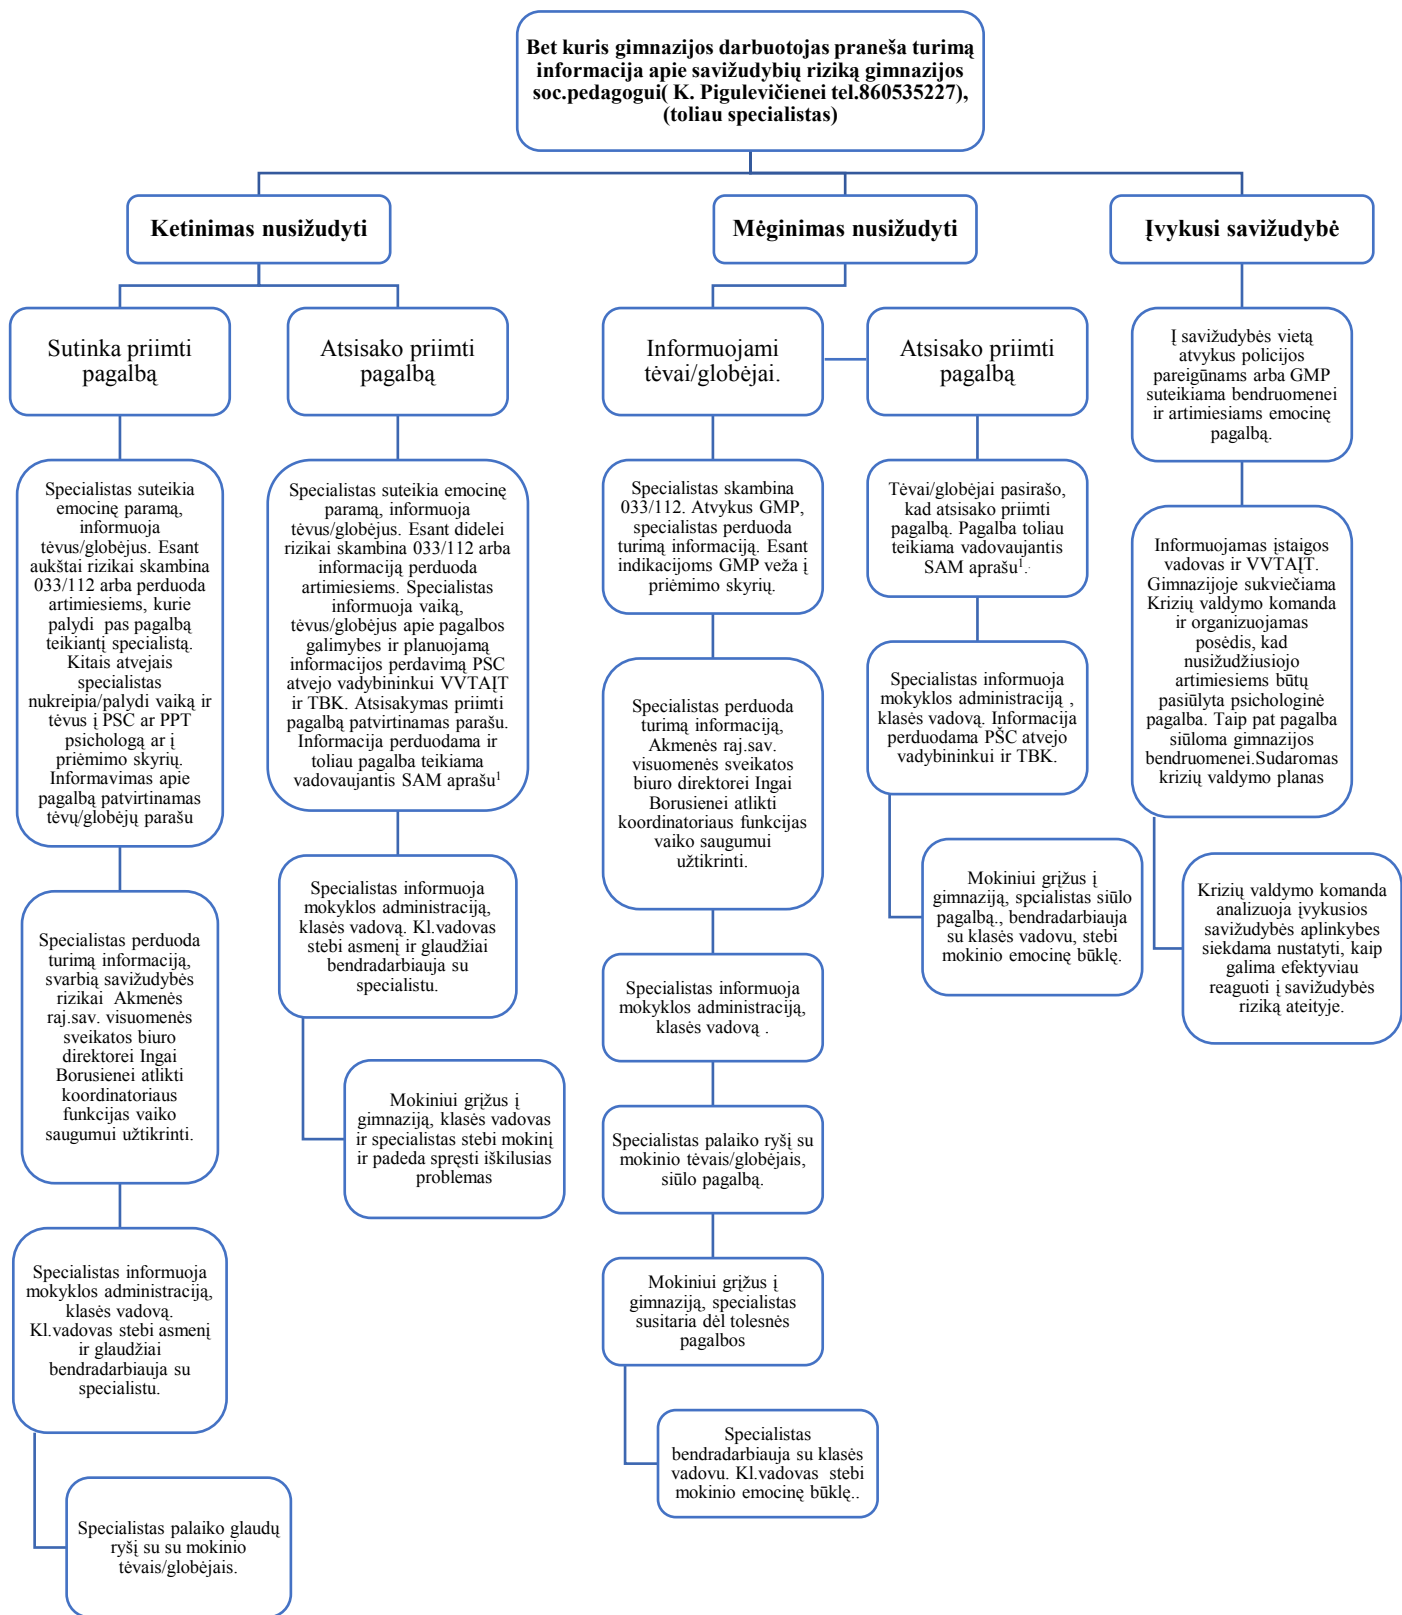 Bet kuris gimnazijos darbuotojas praneša turimą
informacija apie savižudybių riziką gimnazijos
soc.pedagogui( K. Pigulevičienei tel.860535227),
(toliau specialistas)
Ketinimas nusižudyti
Mėginimas nusižudyti
Įvykusi savižudybė
Sutinka priimti
pagalbą
Atsisako priimti
pagalbą
Informuojami
tėvai/globėjai.
Atsisako priimti
pagalbą
Į savižudybės vietą
atvykus policijos
pareigūnams arba GMP
suteikiama bendruomenei
ir artimiesiams emocinę
pagalbą.
Specialistas suteikia
emocinę paramą,
informuoja
tėvus/globėjus. Esant
aukštai rizikai skambina
033/112 arba perduoda
artimiesiems, kurie
palydi pas pagalbą
teikiantį specialistą.
Kitais atvejais
specialistas
nukreipia/palydi vaiką ir
tėvus į PSC ar PPT
psichologą ar į
priėmimo skyrių.
Informavimas apie
pagalbą patvirtinamas
tėvų/globėjų parašu
Specialistas suteikia emocinę
paramą, informuoja
tėvus/globėjus. Esant didelei
rizikai skambina 033/112 arba
informaciją perduoda
artimiesiems. Specialistas
informuoja vaiką,
tėvus/globėjus apie pagalbos
galimybes ir planuojamą
informacijos perdavimą PSC
atvejo vadybininkui VVTAĮT
ir TBK. Atsisakymas priimti
pagalbą patvirtinamas parašu.
Informacija perduodama ir
toliau pagalba teikiama
vadovaujantis SAM aprašu1
Specialistas skambina
033/112. Atvykus GMP,
specialistas perduoda
turimą informaciją. Esant
indikacijoms GMP veža į
priėmimo skyrių.
Tėvai/globėjai pasirašo,
kad atsisako priimti
pagalbą. Pagalba toliau
teikiama vadovaujantis
SAM aprašu1.
Informuojamas įstaigos
vadovas ir VVTAĮT.
Gimnazijoje sukviečiama
Krizių valdymo komanda
ir organizuojamas
posėdis, kad
nusižudžiusiojo
artimiesiems būtų
pasiūlyta psichologinė
pagalba. Taip pat pagalba
siūloma gimnazijos
bendruomenei.Sudaromas
krizių valdymo planas
Specialistas perduoda
turimą informaciją,
svarbią savižudybės
rizikai Akmenės
raj.sav. visuomenės
sveikatos biuro
direktorei Ingai
Borusienei atlikti
koordinatoriaus
funkcijas vaiko
saugumui užtikrinti.
Specialistas informuoja
mokyklos administraciją,
klasės vadovą. Kl.vadovas
stebi asmenį ir glaudžiai
bendradarbiauja su
specialistu.
Specialistas perduoda
turimą informaciją,
Akmenės raj.sav.
visuomenės sveikatos
biuro direktorei Ingai
Borusienei atlikti
koordinatoriaus funkcijas
vaiko saugumui
užtikrinti.
Specialistas informuoja
mokyklos administraciją ,
klasės vadovą. Informacija
perduodama PŠC atvejo
vadybininkui ir TBK.
Mokiniui grįžus į
gimnaziją, spcialistas siūlo
pagalbą., bendradarbiauja
su klasės vadovu, stebi
mokinio emocinę būklę.
Krizių valdymo komanda
analizuoja įvykusios
savižudybės aplinkybes
siekdama nustatyti, kaip
galima efektyviau
reaguoti į savižudybės
riziką ateityje.
Mokiniui grįžus į
gimnaziją, klasės vadovas
ir specialistas stebi mokinį
ir padeda spręsti iškilusias
problemas
Specialistas informuoja
mokyklos administraciją,
klasės vadovą .
Specialistas palaiko ryšį su
mokinio tėvais/globėjais,
siūlo pagalbą.
Specialistas informuoja
mokyklos administraciją,
klasės vadovą.
Kl.vadovas stebi asmenį
ir glaudžiai
bendradarbiauja su
specialistu.
Mokiniui grįžus į
gimnaziją, specialistas
susitaria dėl tolesnės
pagalbos
Specialistas
bendradarbiauja su klasės
vadovu. Kl.vadovas stebi
mokinio emocinę būklę..
Specialistas palaiko glaudų
ryšį su su mokinio
tėvais/globėjais.